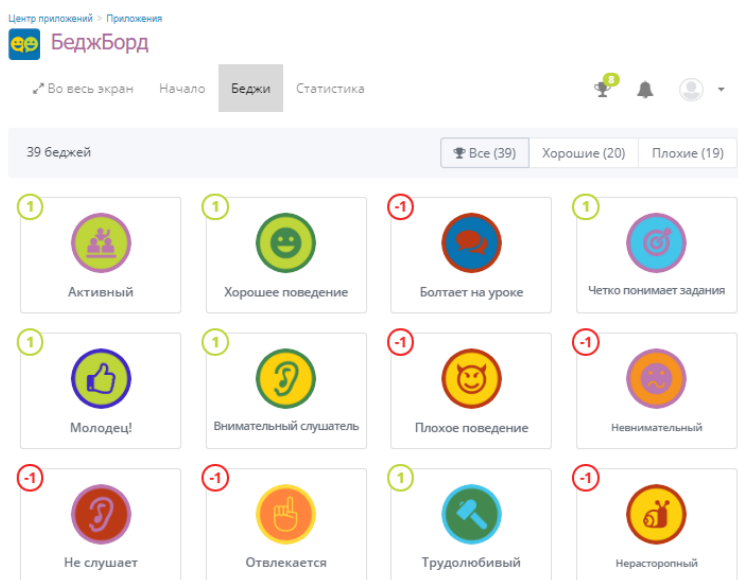 Центр приложений > Приложения
БеджБорд
Во весь экран Начало Беджи Статистика 8
39 беджей Все (39) Хорошие (20) Плохие (19)
1 1 -1 1
Активный Хорошее поведение Болтает на уроке Четко понимает задания
1 1 -1 -1
Молодец! Внимательный слушатель Плохое поведение Невнимательный
-1 -1 1 -1
Не слушает Отвлекается Трудолюбивый Нерасторопный